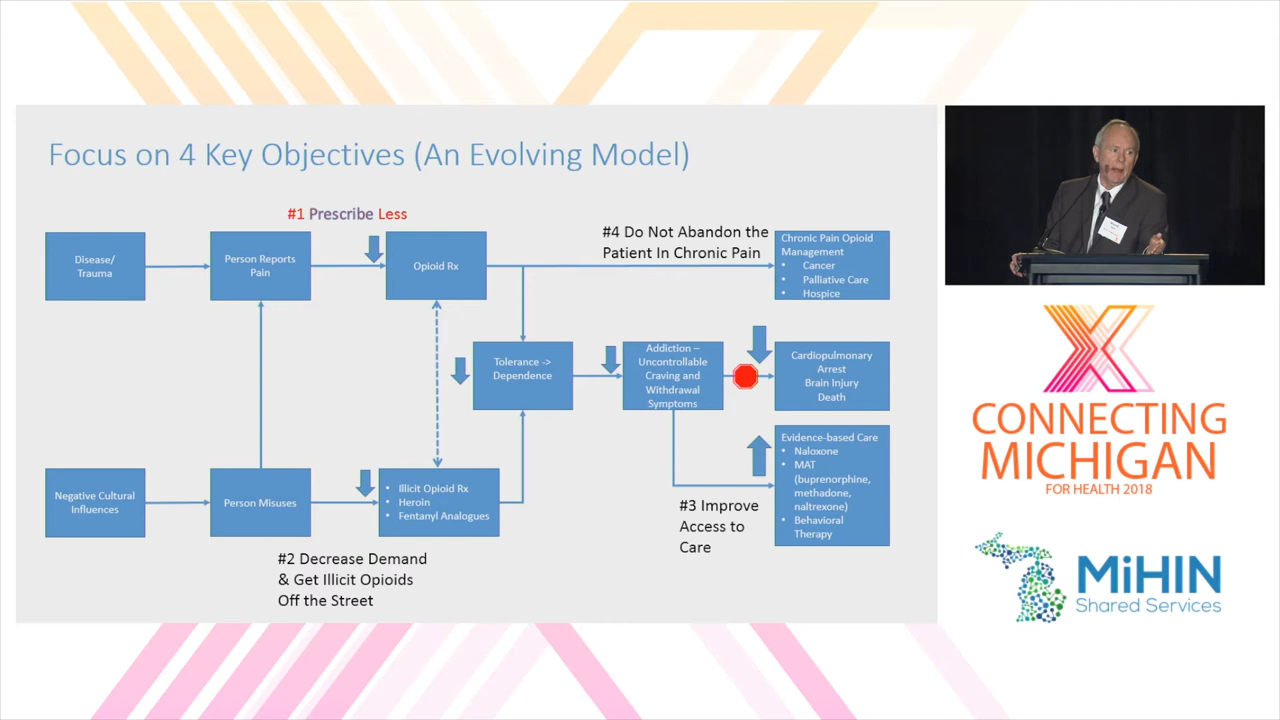 Focus on 4 Key Objectives (An Evolving Model)
#1 Prescribe Less
Disease/
Trauma
Person Reports
Pain
Opioid Rx
#4 Do Not Abandon the
Patient In Chronic Pain
Chronic Pain Opioid
Management
• Cancer
• Palliative Care
• Hospice
Tolerance ->
Dependence
Addiction –
Uncontrollable
Craving and
Withdrawal
Symptoms
Cardiopulmonary
Arrest
Brain Injury
Death
Negative Cultural
Influences
Person Misuses
• Illicit Opioid Rx
• Heroin
• Fentanyl Analogues
#2 Decrease Demand
& Get Illicit Opioids
Off the Street
#3 Improve
Access to
Care
Evidence-based Care
• Naloxone
• MAT
(buprenorphine,
methadone,
naltrexone)
• Behavioral
Therapy
CONNECTING
MICHIGAN
FOR HEALTH 2018
MiHIN
Shared Services